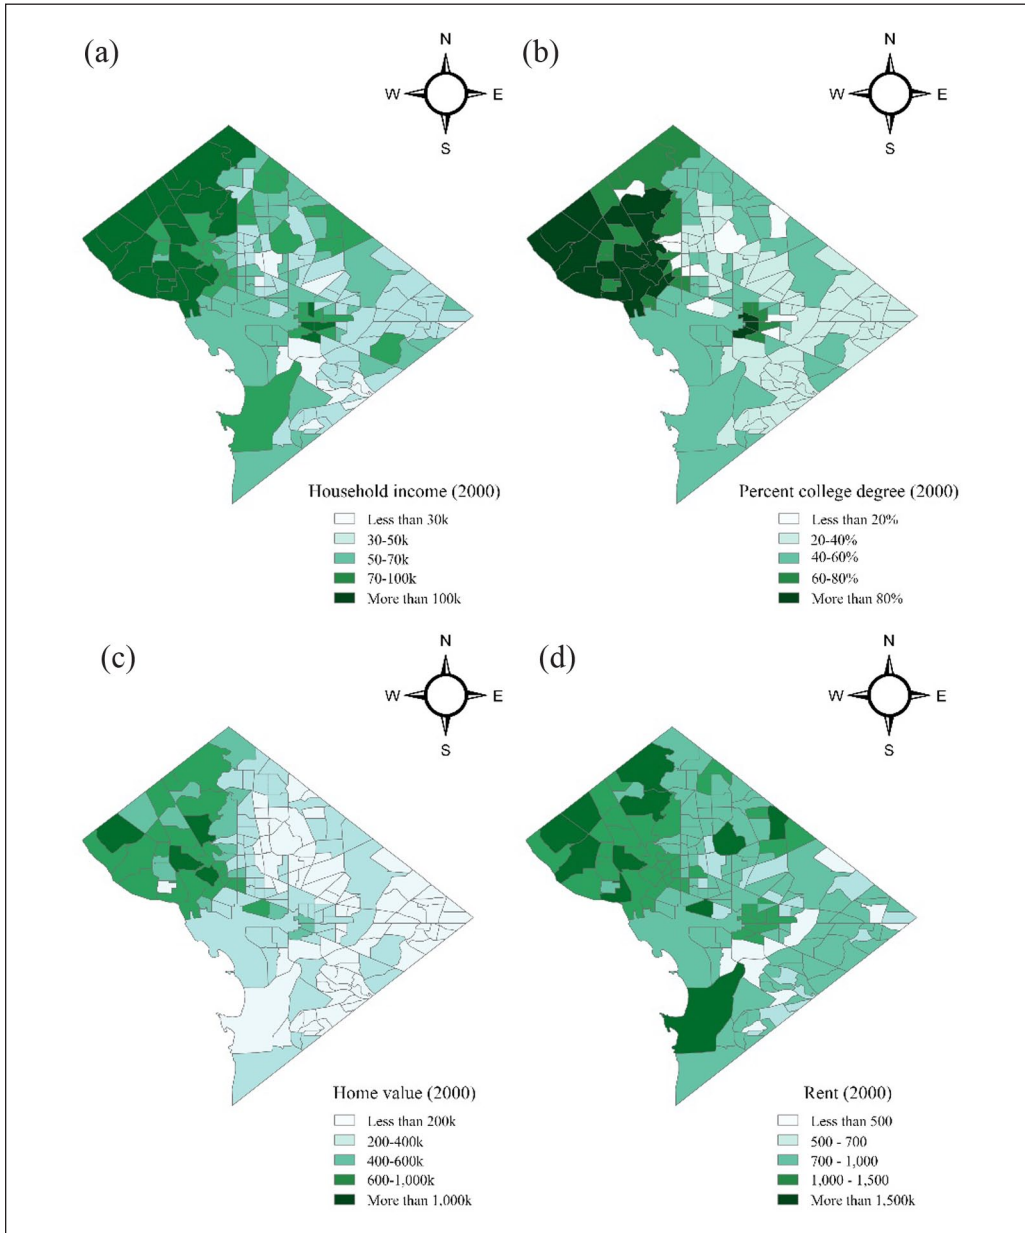 (a)
N
W E
S
(b)
N
W E
S
Household income (2000)
Less than 30k
30-50k
50-70k
70-100k
More than 100k
Percent college degree (2000)
Less than 20%
20-40%
40-60%
60-80%
More than 80%
(c)
N
W E
S
(d)
N
W E
S
Home value (2000)
Less than 200k
200-400k
400-600k
600-1,000k
More than 1,000k
Rent (2000)
Less than 500
500 - 700
700 - 1,000
1,000 - 1,500
More than 1,500k